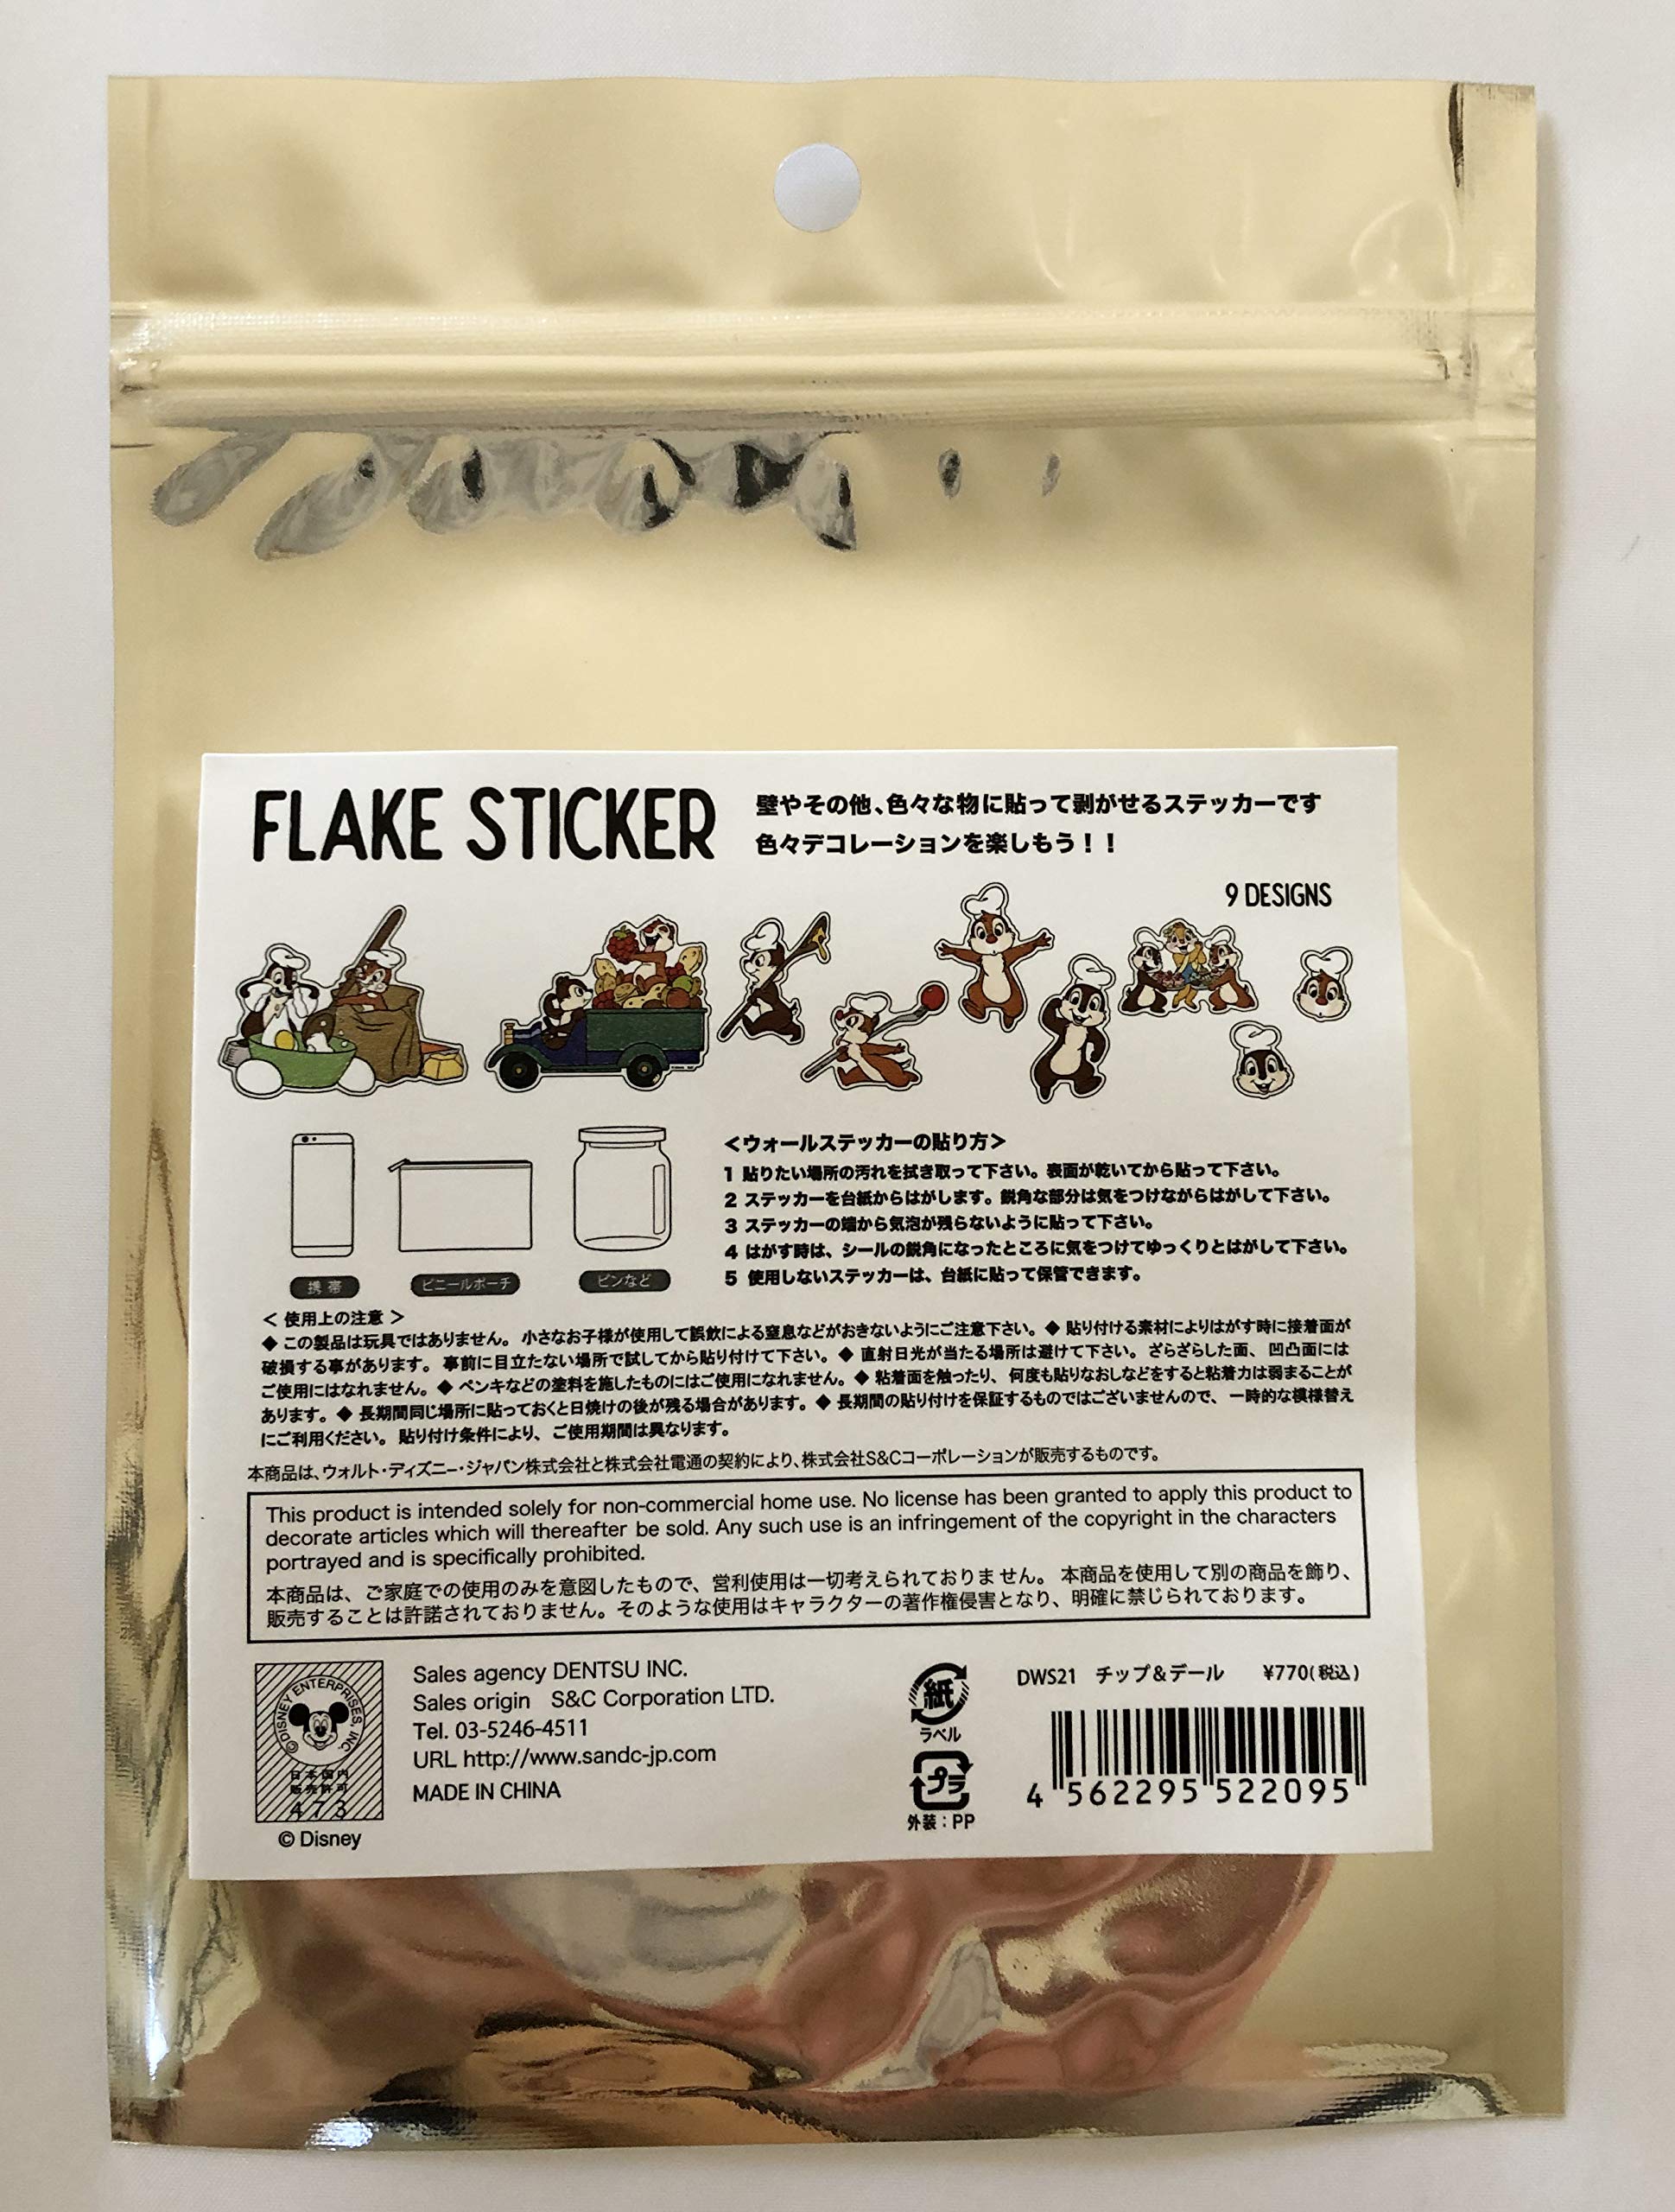 FLAKE STICKER
壁やその他、色々な物に貼って剥がせるステッカーです
色々デコレーションを楽しもう！！
9 DESIGNS
携帯
ビニールポーチ
ビンなど
＜ウォールステッカーの貼り方＞
1 貼りたい場所の汚れを拭き取って下さい。表面が乾いてから貼って下さい。
2 ステッカーを台紙からはがします。鋭角な部分は気をつけながらはがして下さい。
3 ステッカーの端から気泡が残らないように貼って下さい。
4 はがす時は、シールの鋭角になったところに気をつけてゆっくりとはがして下さい。
5 使用しないステッカーは、台紙に貼って保管できます。
＜ 使用上の注意 ＞
◆ この製品は玩具ではありません。小さなお子様が使用して誤飲による窒息などがおきないようにご注意下さい。◆ 貼り付ける素材によりはがす時に接着面が
破損する事があります。事前に目立たない場所で試してから貼り付けて下さい。◆ 直射日光が当たる場所は避けて下さい。ざらざらした面、凹凸面には
ご使用にはなれません。◆ ペンキなどの塗料を施したものにはご使用になれません。◆ 粘着面を触ったり、何度も貼りなおしなどをすると粘着力は弱まることが
あります。◆ 長期間同じ場所に貼っておくと日焼けの後が残る場合があります。◆ 長期間の貼り付けを保証するものではございませんので、一時的な模様替え
にご利用ください。貼り付け条件により、ご使用期間は異なります。
本商品は、ウォルト・ディズニー・ジャパン株式会社と株式会社電通の契約により、株式会社S&Cコーポレーションが販売するものです。
This product is intended solely for non-commercial home use. No license has been granted to apply this product to
decorate articles which will thereafter be sold. Any such use is an infringement of the copyright in the characters
portrayed and is specifically prohibited.
本商品は、ご家庭での使用のみを意図したもので、営利使用は一切考えられておりません。本商品を使用して別の商品を飾り、
販売することは許諾されておりません。そのような使用はキャラクターの著作権侵害となり、明確に禁じられております。
©DISNEY ENTERPRISES, INC.
日本国内
販売許可
473
© Disney
Sales agency DENTSU INC.
Sales origin S&C Corporation LTD.
Tel. 03-5246-4511
URL http://www.sandc-jp.com
MADE IN CHINA
紙
ラベル
プラ
外装：PP
DWS21 チップ&デール ¥770(税込)
4 562295 522095